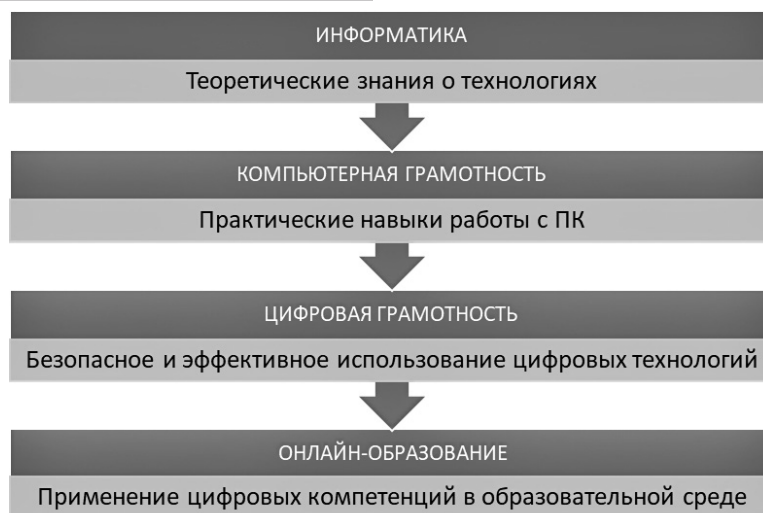 ИНФОРМАТИКА
Теоретические знания о технологиях
КОМПЬЮТЕРНАЯ ГРАМОТНОСТЬ
Практические навыки работы с ПК
ЦИФРОВАЯ ГРАМОТНОСТЬ
Безопасное и эффективное использование цифровых технологий
ОНЛАЙН-ОБРАЗОВАНИЕ
Применение цифровых компетенций в образовательной среде